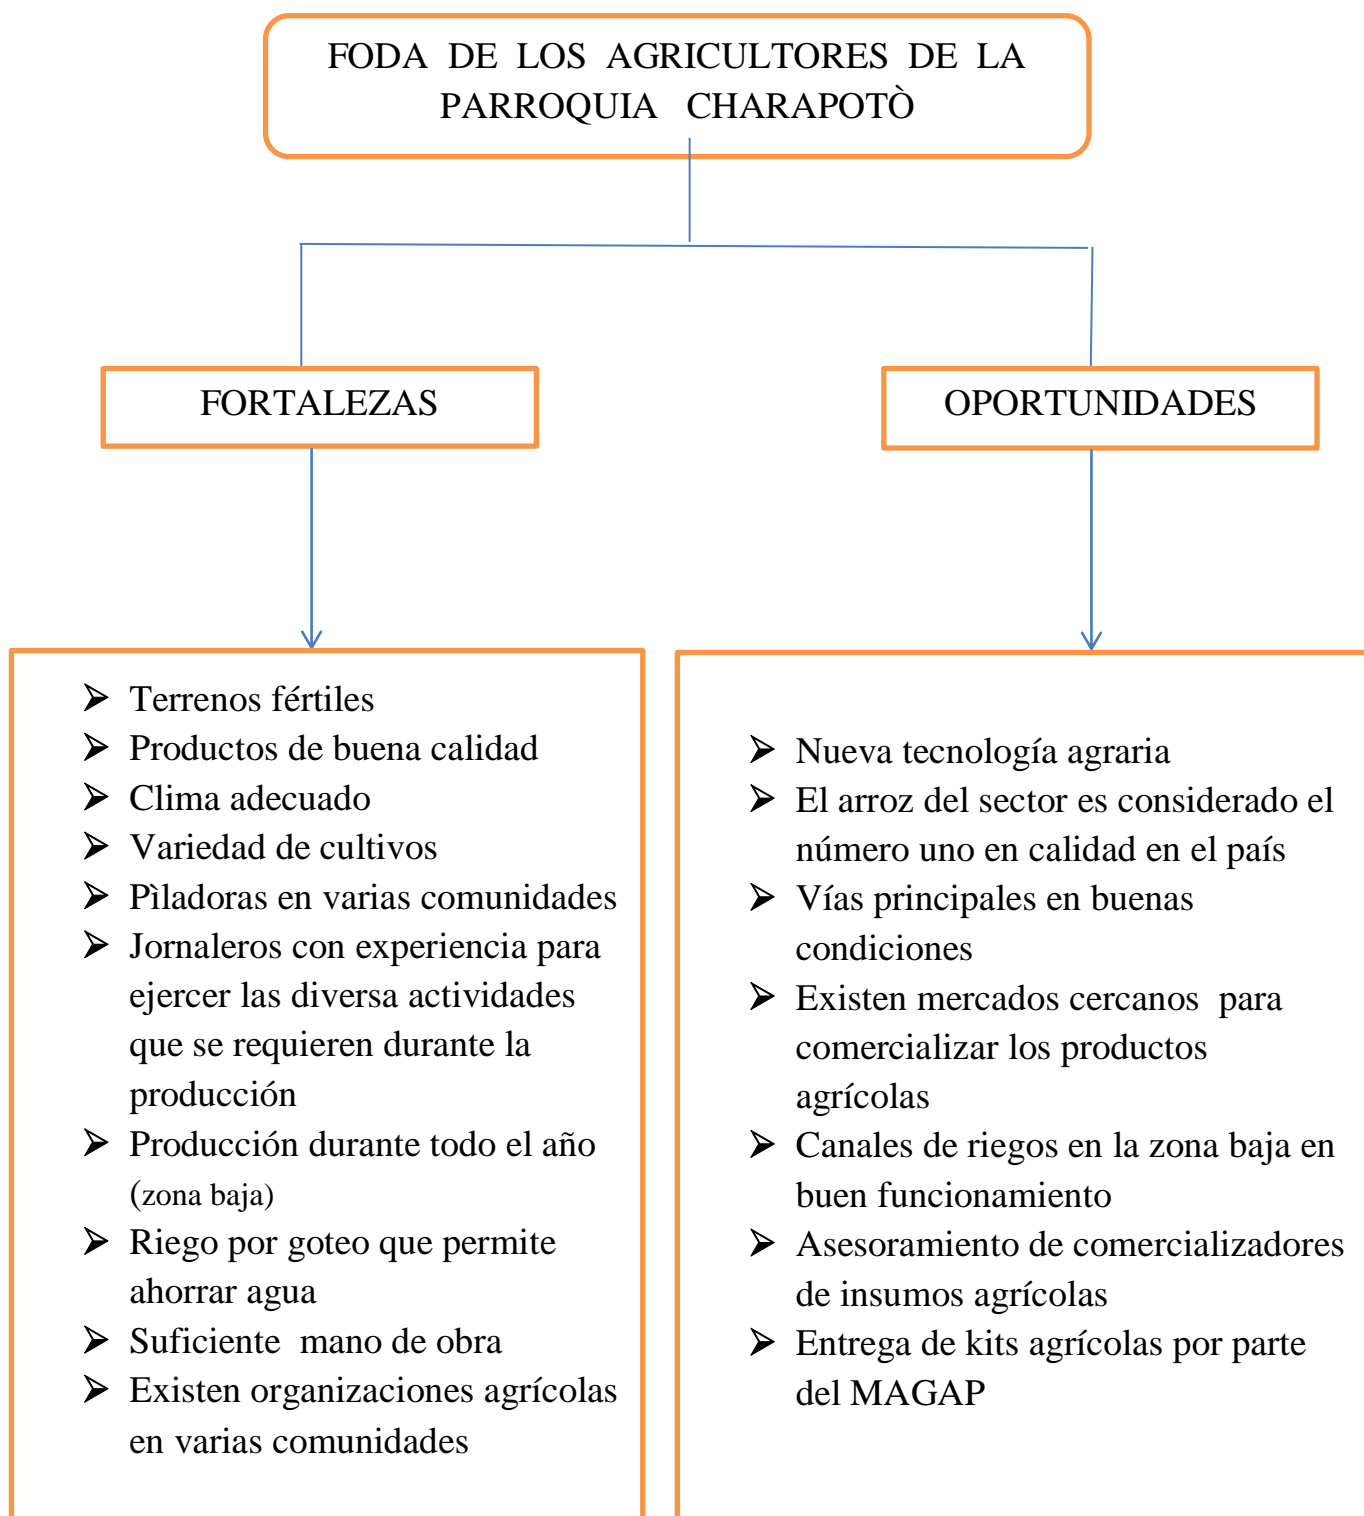 FODA DE LOS AGRICULTORES DE LA
PARROQUIA CHARAPOTÒ
FORTALEZAS
OPORTUNIDADES
Terrenos fértiles
Productos de buena calidad
Clima adecuado
Variedad de cultivos
Pìladoras en varias comunidades
Jornaleros con experiencia para
ejercer las diversa actividades
que se requieren durante la
producción
Producción durante todo el año
(zona baja)
Riego por goteo que permite
ahorrar agua
Suficiente mano de obra
Existen organizaciones agrícolas
en varias comunidades
Nueva tecnología agraria
El arroz del sector es considerado el
número uno en calidad en el país
Vías principales en buenas
condiciones
Existen mercados cercanos para
comercializar los productos
agrícolas
Canales de riegos en la zona baja en
buen funcionamiento
Asesoramiento de comercializadores
de insumos agrícolas
Entrega de kits agrícolas por parte
del MAGAP